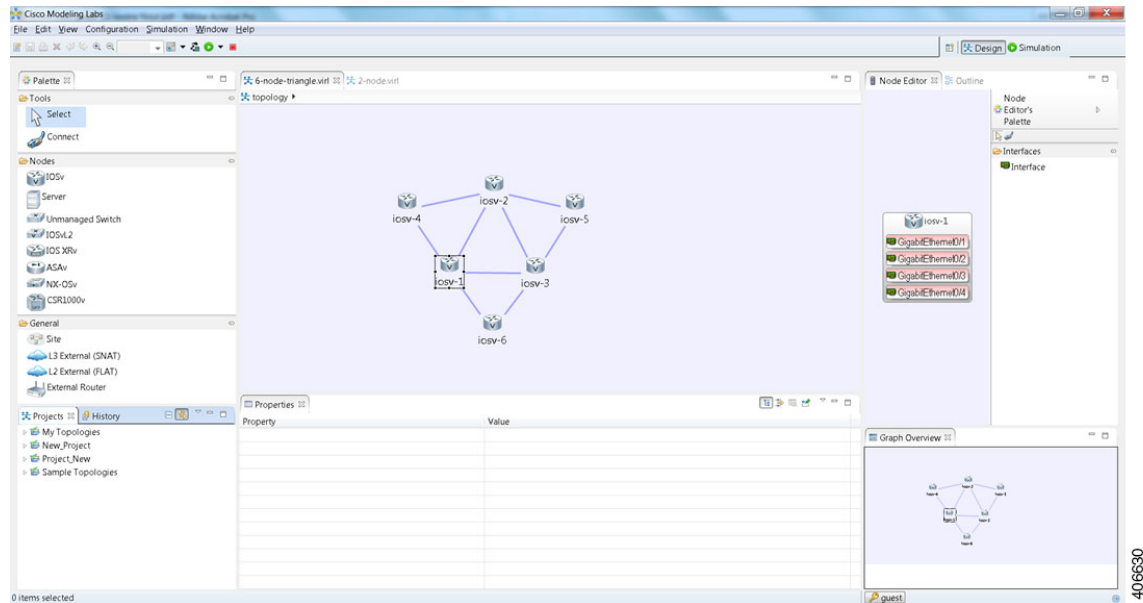 Cisco Modeling Labs
File Edit View Configuration Simulation Window Help
Design Simulation
Palette
Tools
Select
Connect
Nodes
IOSv
Server
Unmanaged Switch
IOSvL2
IOS XRv
ASAv
NX-OSv
CSR1000v
General
Site
L3 External (SNAT)
L2 External (FLAT)
External Router
Projects History
My Topologies
New_Project
Project_New
Sample Topologies
0 items selected
6-node-triangle.virl 2-node.virl
topology
iosv-2
iosv-4
iosv-5
iosv-1
iosv-3
iosv-6
Properties
Property Value
Node Editor Outline
Node
Editor's
Palette
Interfaces
Interface
iosv-1
GigabitEthernet0/1
GigabitEthernet0/2
GigabitEthernet0/3
GigabitEthernet0/4
Graph Overview
guest
406630